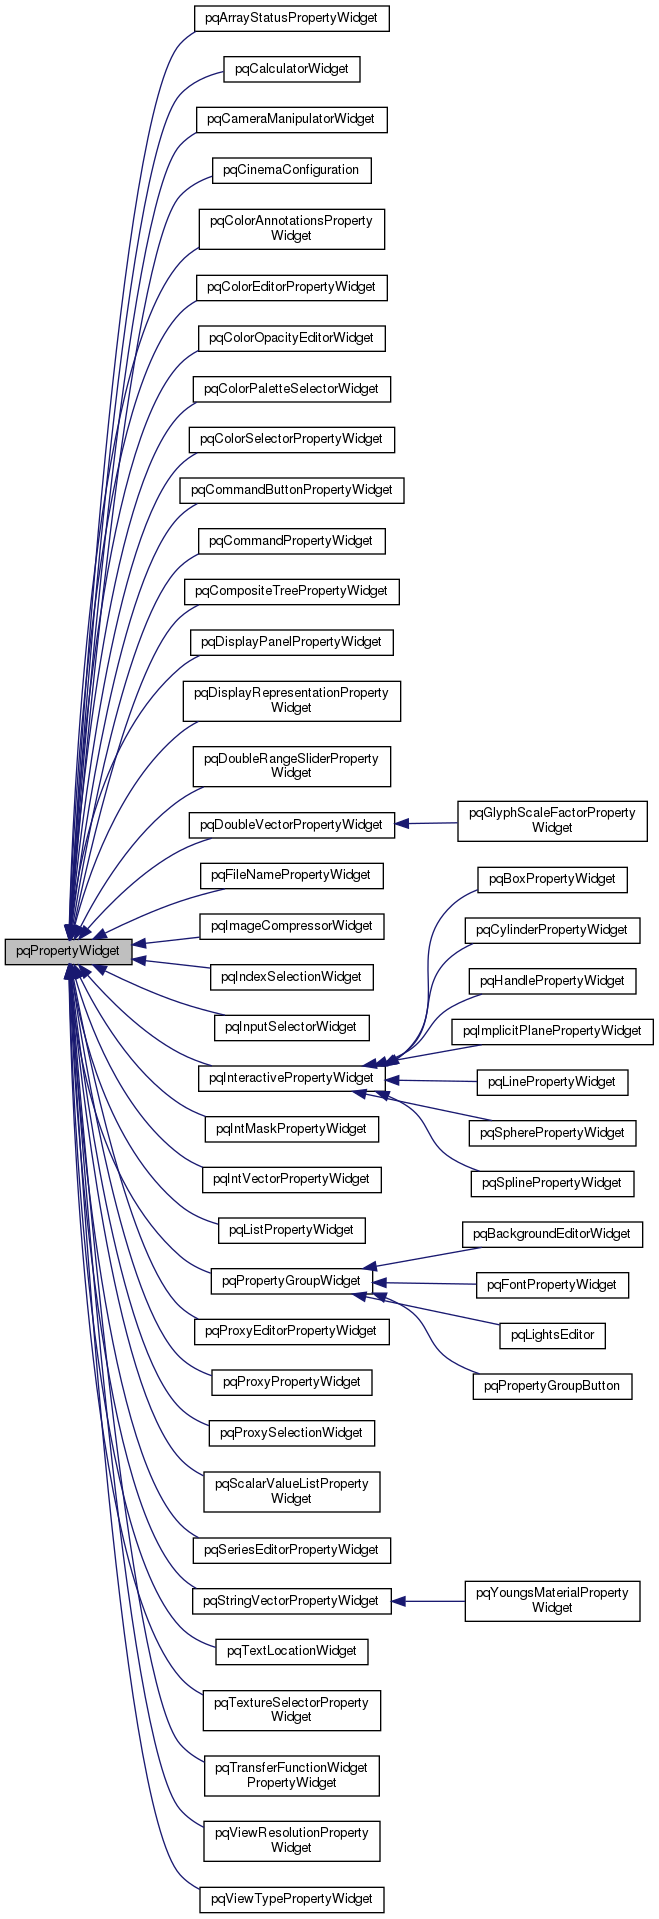 pqArrayStatusPropertyWidget
pqCalculatorWidget
pqCameraManipulatorWidget
pqCinemaConfiguration
pqColorAnnotationsProperty
Widget
pqColorEditorPropertyWidget
pqColorOpacityEditorWidget
pqColorPaletteSelectorWidget
pqColorSelectorPropertyWidget
pqCommandButtonPropertyWidget
pqCommandPropertyWidget
pqCompositeTreePropertyWidget
pqDisplayPanelPropertyWidget
pqDisplayRepresentationProperty
Widget
pqDoubleRangeSliderProperty
Widget
pqDoubleVectorPropertyWidget
pqGlyphScaleFactorProperty
Widget
pqFileNamePropertyWidget
pqImageCompressorWidget
pqPropertyWidget
pqIndexSelectionWidget
pqInputSelectorWidget
pqInteractivePropertyWidget
pqBoxPropertyWidget
pqCylinderPropertyWidget
pqHandlePropertyWidget
pqImplicitPlanePropertyWidget
pqLinePropertyWidget
pqSpherePropertyWidget
pqSplinePropertyWidget
pqIntMaskPropertyWidget
pqIntVectorPropertyWidget
pqListPropertyWidget
pqPropertyGroupWidget
pqBackgroundEditorWidget
pqFontPropertyWidget
pqLightsEditor
pqPropertyGroupButton
pqProxyEditorPropertyWidget
pqProxyPropertyWidget
pqProxySelectionWidget
pqScalarValueListProperty
Widget
pqSeriesEditorPropertyWidget
pqStringVectorPropertyWidget
pqYoungsMaterialProperty
Widget
pqTextLocationWidget
pqTextureSelectorProperty
Widget
pqTransferFunctionWidget
PropertyWidget
pqViewResolutionProperty
Widget
pqViewTypePropertyWidget